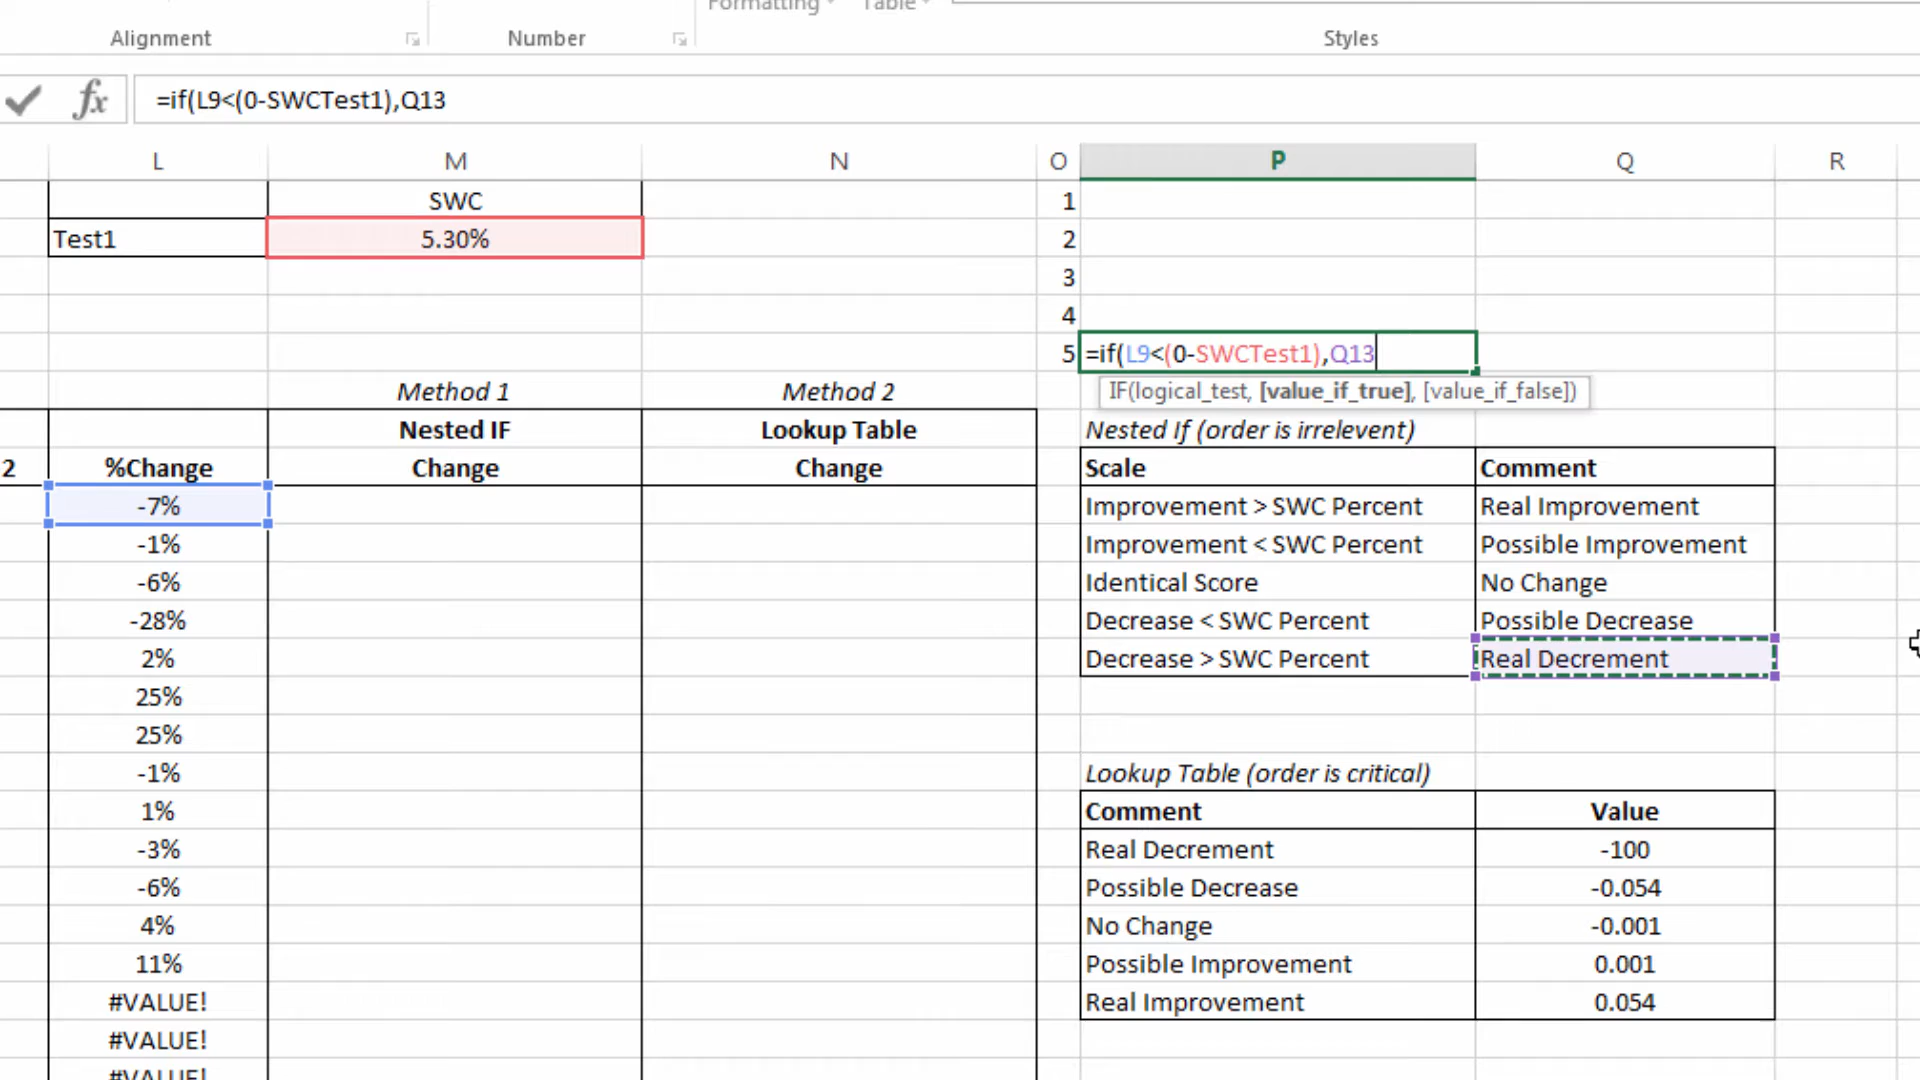 Formatting Table
Alignment Number Styles
fx =if(L9<(0-SWCTest1),Q13
L M N O P Q R
SWC 1
Test1 5.30% 2
3
4
5 =if(L9<(0-SWCTest1),Q13
Method 1 Method 2 IF(logical_test, [value_if_true], [value_if_false])
Nested IF Lookup Table Nested If (order is irrelevent)
2 %Change Change Change Scale Comment
-7% Improvement > SWC Percent Real Improvement
-1% Improvement < SWC Percent Possible Improvement
-6% Identical Score No Change
-28% Decrease < SWC Percent Possible Decrease
2% Decrease > SWC Percent Real Decrement
25%
25%
-1% Lookup Table (order is critical)
1% Comment Value
-3% Real Decrement -100
-6% Possible Decrease -0.054
4% No Change -0.001
11% Possible Improvement 0.001
#VALUE! Real Improvement 0.054
#VALUE!
#VALUE!